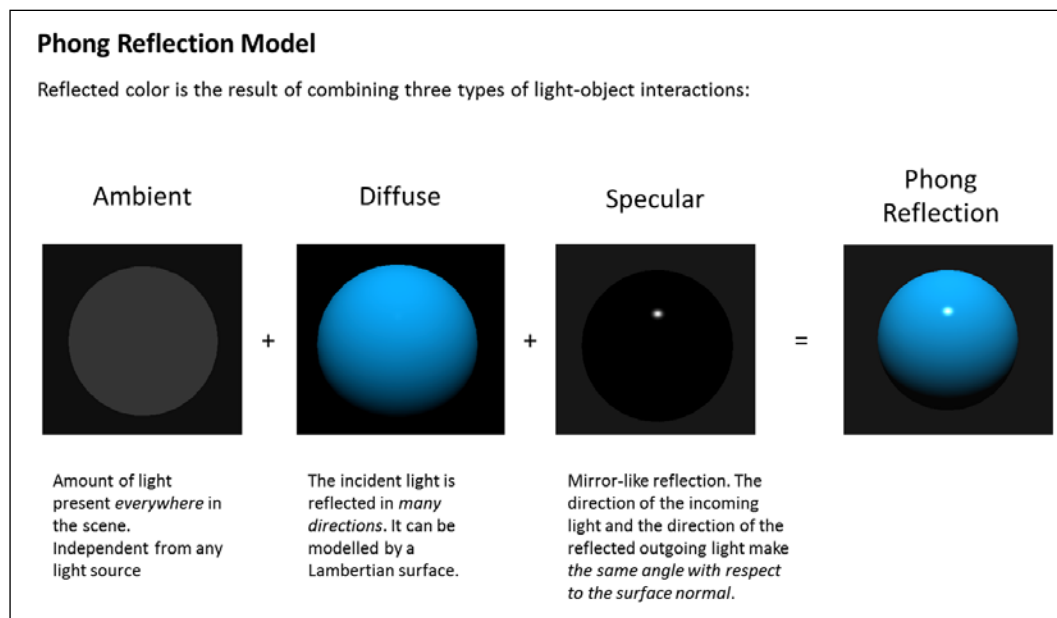 Phong Reflection Model
Reflected color is the result of combining three types of light-object interactions:
Ambient
Diffuse
Specular
Phong
Reflection
+
+
=
Amount of light
present everywhere in
the scene.
Independent from any
light source
The incident light is
reflected in many
directions. It can be
modelled by a
Lambertian surface.
Mirror-like reflection. The
direction of the incoming
light and the direction of the
reflected outgoing light make
the same angle with respect
to the surface normal.